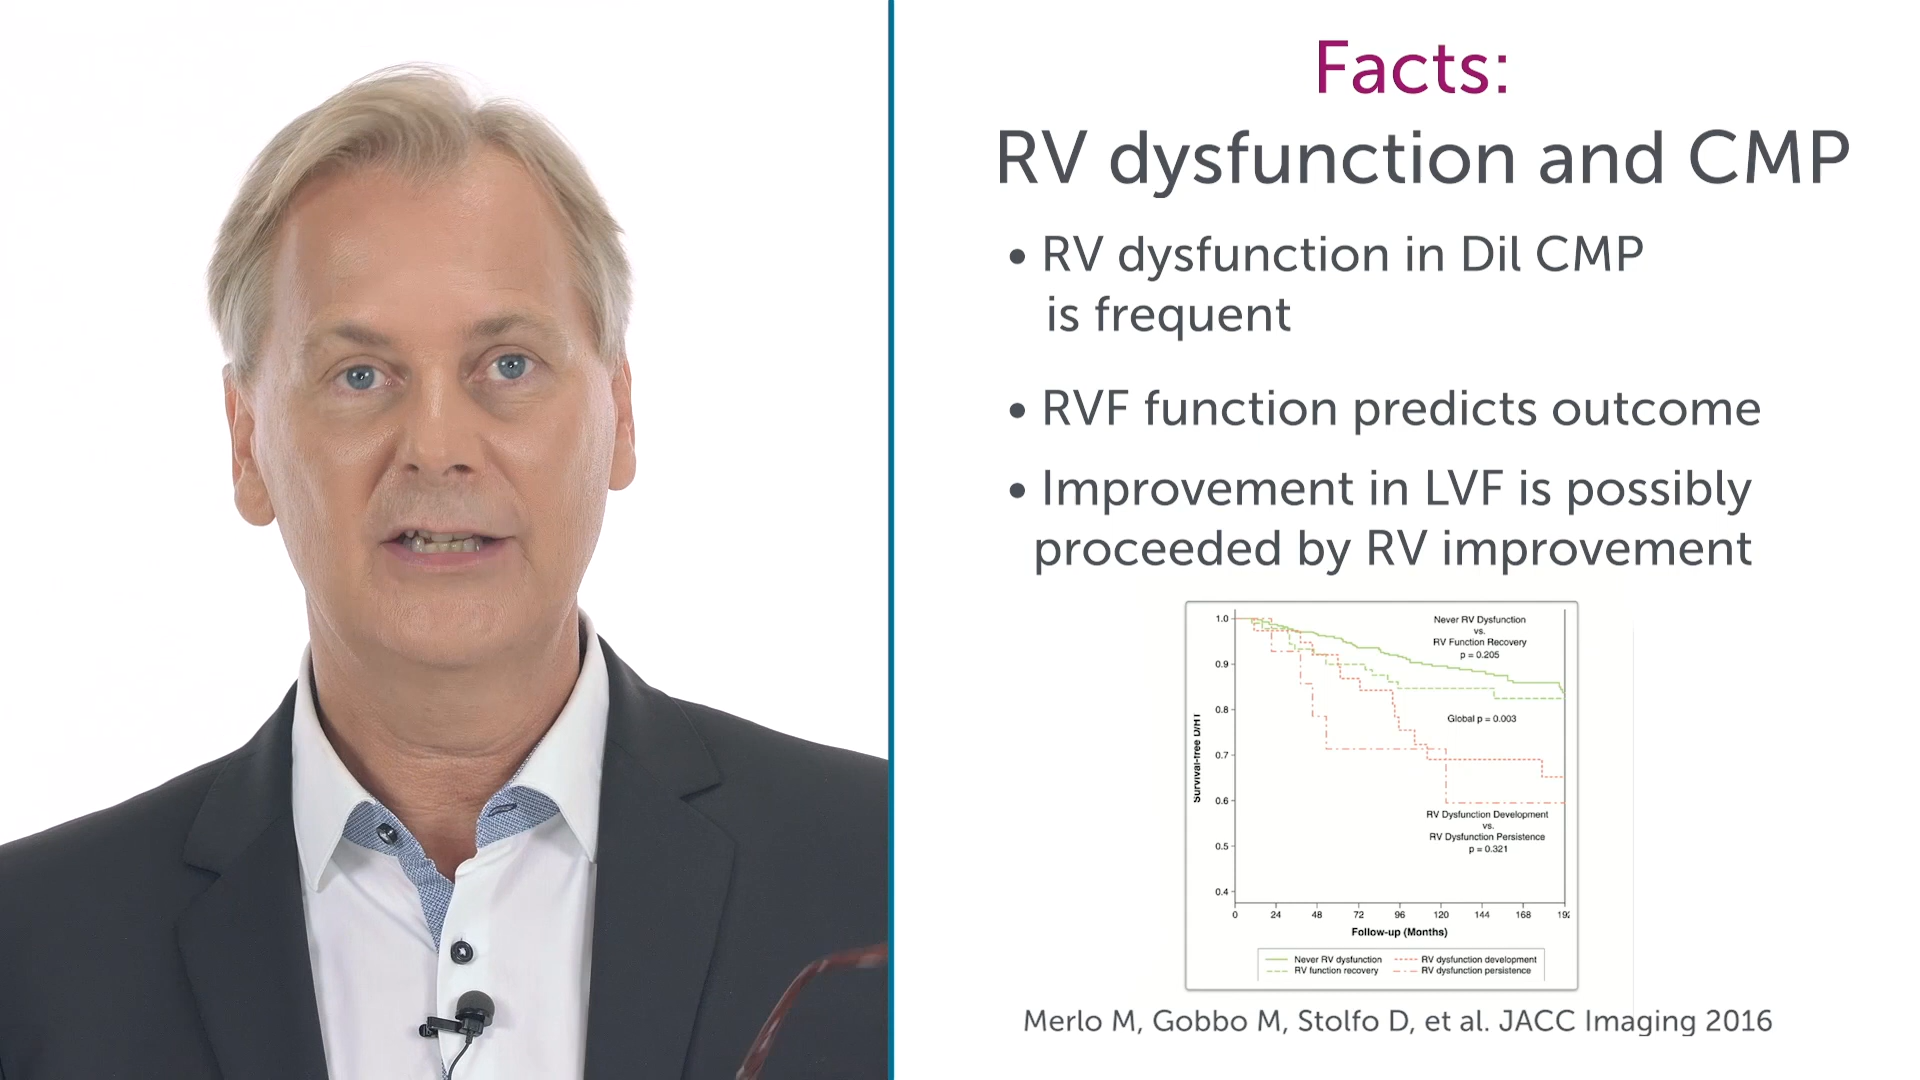 Facts:
RV dysfunction and CMP
• RV dysfunction in Dil CMP
is frequent
• RVF function predicts outcome
• Improvement in LVF is possibly
proceeded by RV improvement
1.0
0.9
0.8
0.7
0.6
0.5
0.4
Survival-free D/HT
Never RV Dysfunction
vs.
RV Function Recovery
p = 0.205
Global p = 0.003
RV Dysfunction Development
vs.
RV Dysfunction Persistence
p = 0.321
0 24 48 72 96 120 144 168 192
Follow-up (Months)
Never RV dysfunction
RV dysfunction development
RV function recovery
RV dysfunction persistence
Merlo M, Gobbo M, Stolfo D, et al. JACC Imaging 2016